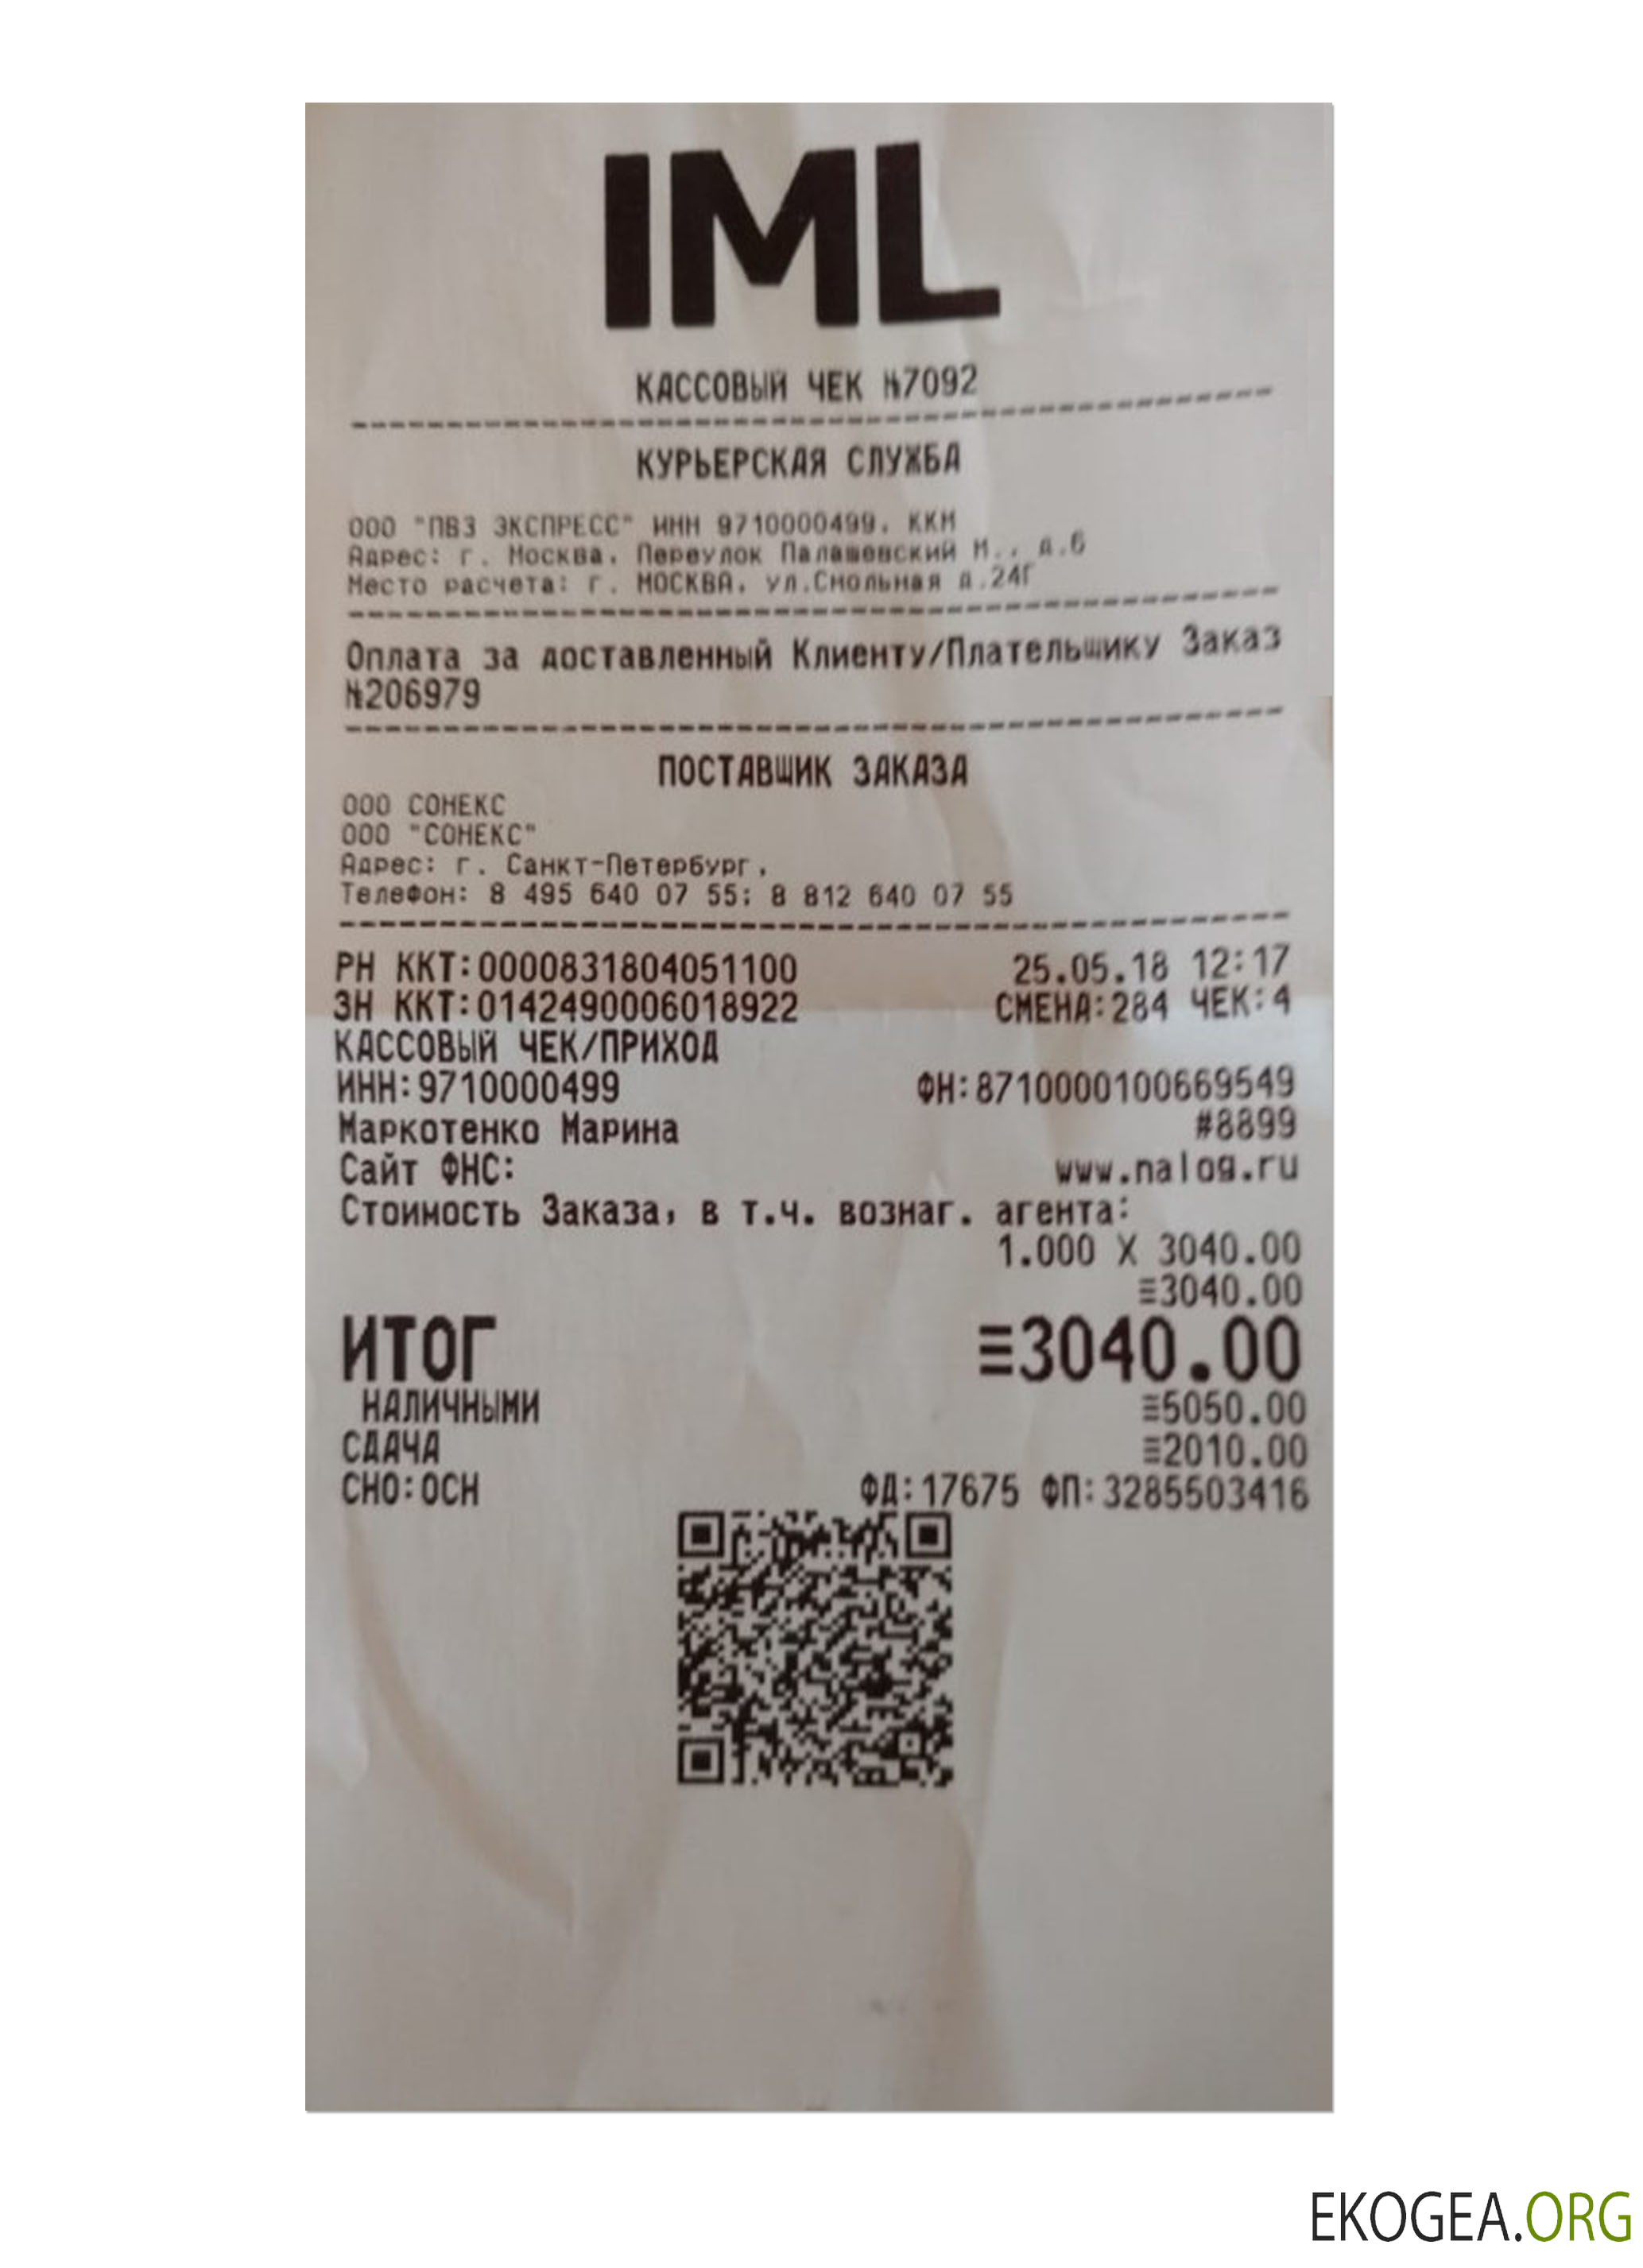 IML
КАССОВЫЙ ЧЕК №7092
КУРЬЕРСКАЯ СЛУЖБА
ООО "ПВЗ ЭКСПРЕСС" ИНН 9710000499, ККМ
Адрес: г. Москва, Переулок Палашевский М., д.6
Место расчета: г. МОСКВА, ул.Смольная д.24Г
Оплата за доставленный Клиенту/Плательщику Заказ
№206979
ПОСТАВЩИК ЗАКАЗА
ООО СОНЕКС
ООО "СОНЕКС"
Адрес: г. Санкт-Петербург,
Телефон: 8 495 640 07 55; 8 812 640 07 55
РН ККТ:0000831804051100 25.05.18 12:17
ЗН ККТ:0142490006018922 СМЕНА:284 ЧЕК:4
КАССОВЫЙ ЧЕК/ПРИХОД
ИНН:9710000499 ФН:8710000100669549
Маркотенко Марина #8899
Сайт ФНС: www.nalog.ru
Стоимость Заказа, в т.ч. вознаг. агента:
1.000 X 3040.00
≡3040.00
ИТОГ ≡3040.00
НАЛИЧНЫМИ ≡5050.00
СДАЧА ≡2010.00
СНО:ОСН ФД:17675 ФП:3285503416
EKOGEA.ORG